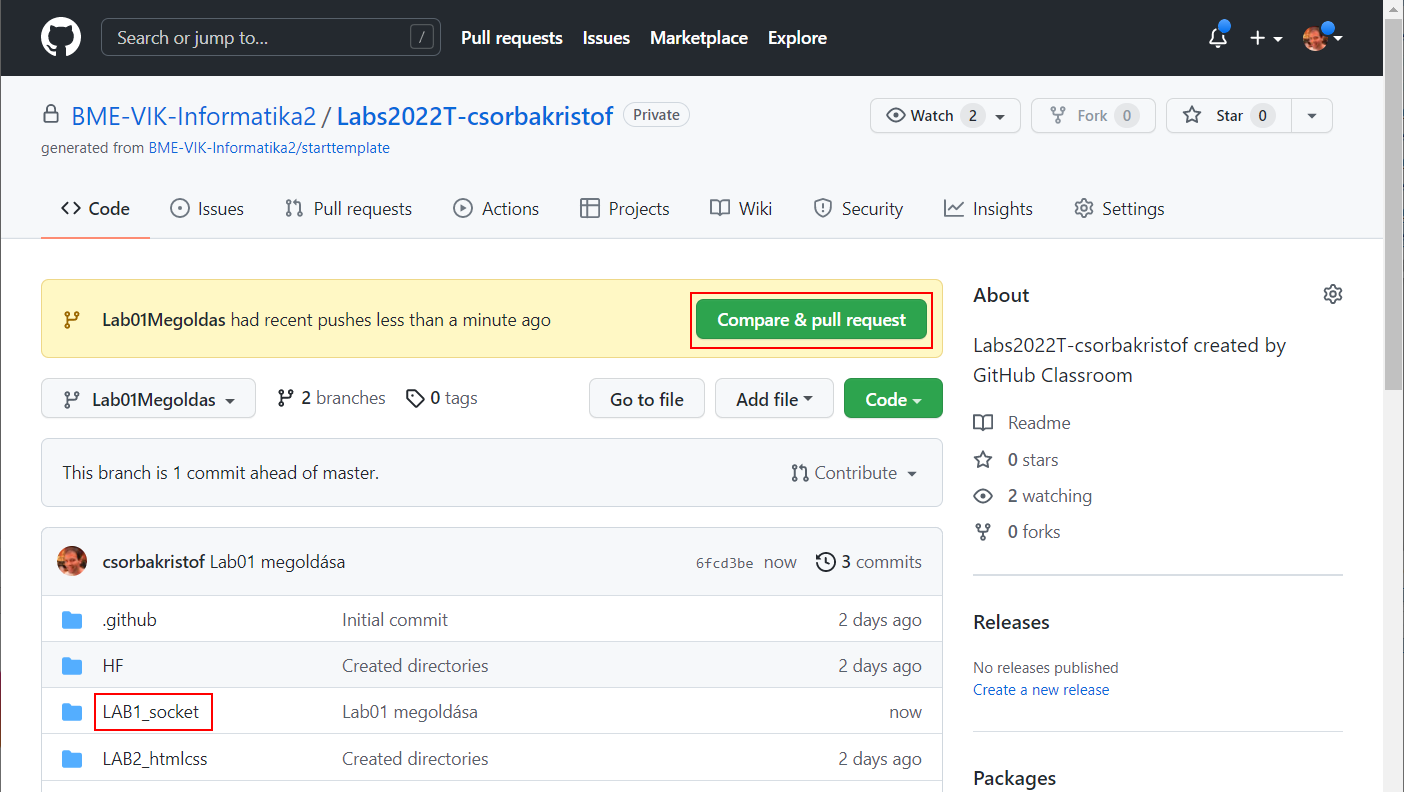 Search or jump to... /
Pull requests Issues Marketplace Explore
BME-VIK-Informatika2 / Labs2022T-csorbakristof Private
Watch 2 Fork 0 Star 0
generated from BME-VIK-Informatika2/starttemplate
Code Issues Pull requests Actions Projects Wiki Security Insights Settings
Lab01Megoldas had recent pushes less than a minute ago
Compare & pull request
Lab01Megoldas 2 branches 0 tags Go to file Add file Code
This branch is 1 commit ahead of master. Contribute
csorbakristof Lab01 megoldása 6fcd3be now 3 commits
.github Initial commit 2 days ago
HF Created directories 2 days ago
LAB1_socket Lab01 megoldása now
LAB2_htmlcss Created directories 2 days ago
About
Labs2022T-csorbakristof created by
GitHub Classroom
Readme
0 stars
2 watching
0 forks
Releases
No releases published
Create a new release
Packages